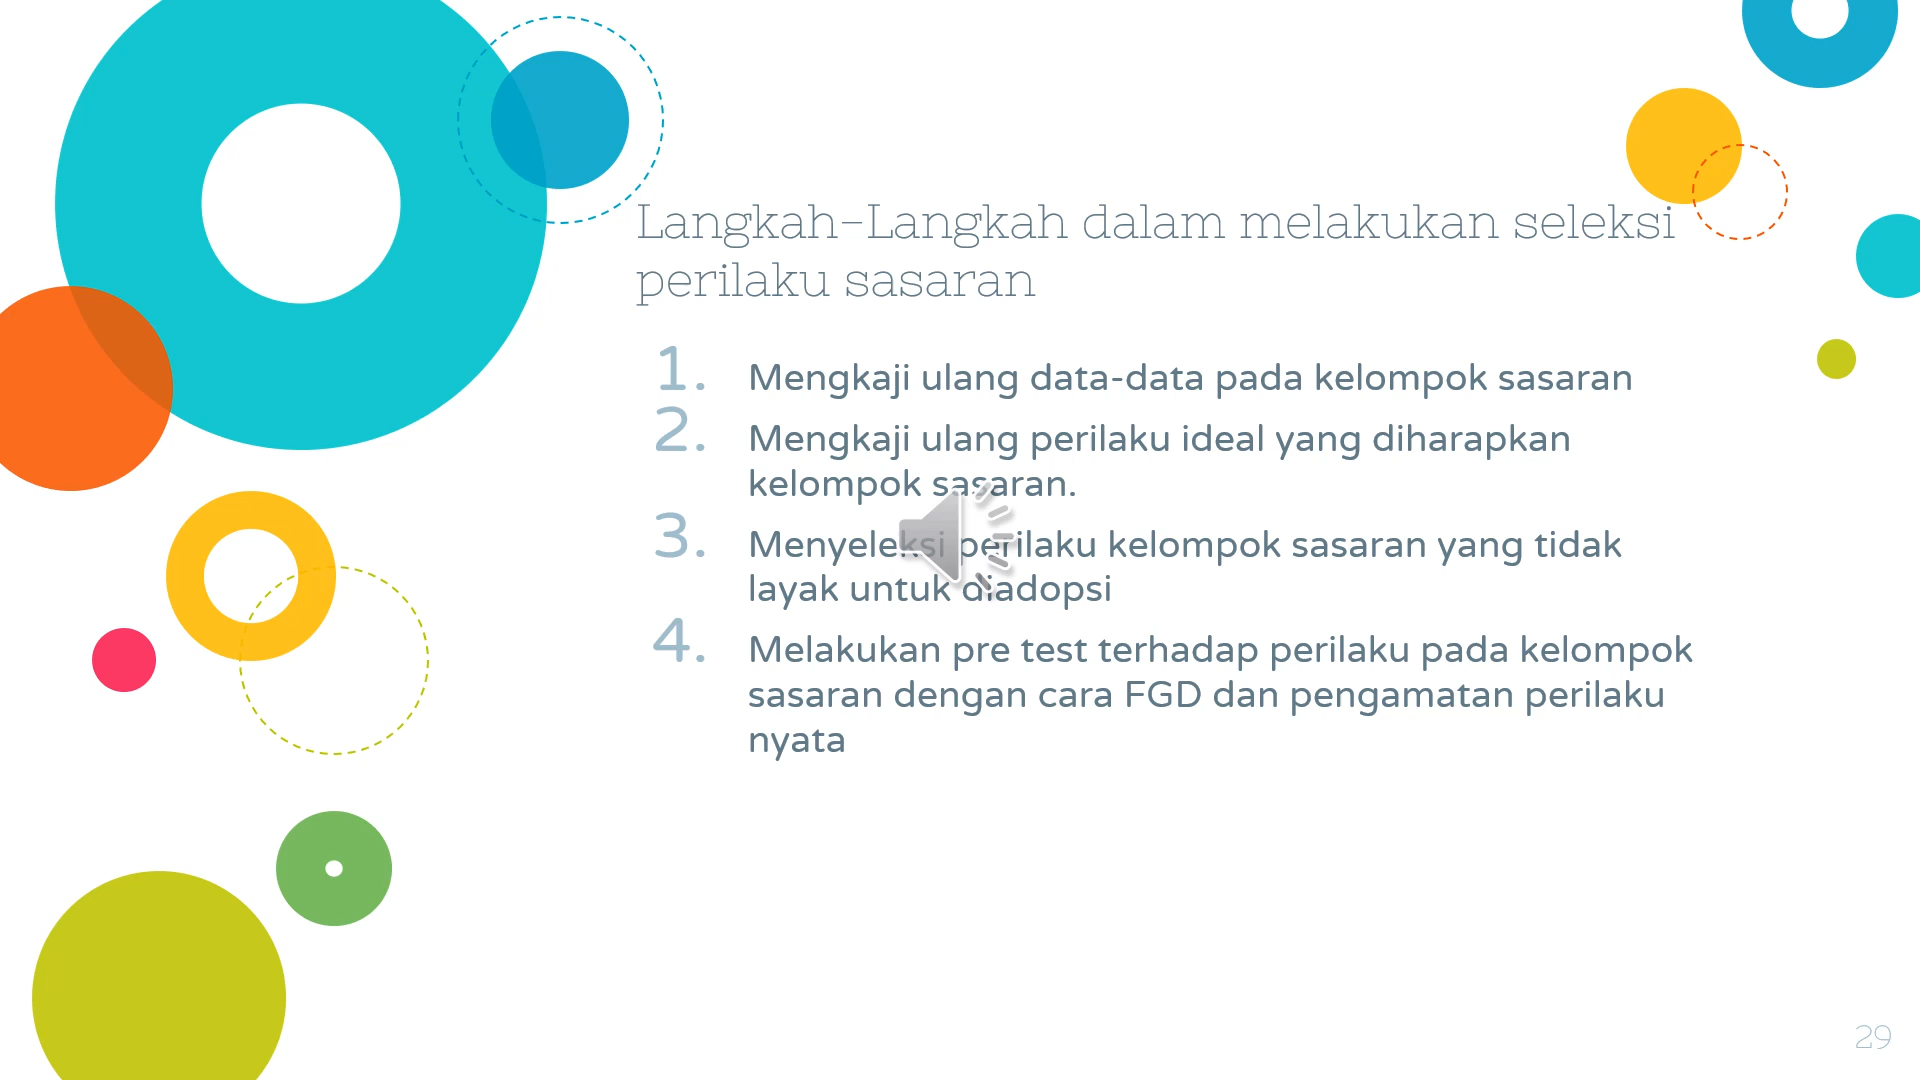 Langkah-Langkah dalam melakukan seleksi
perilaku sasaran
1. Mengkaji ulang data-data pada kelompok sasaran
2. Mengkaji ulang perilaku ideal yang diharapkan
kelompok sasaran.
3. Menyeleksi perilaku kelompok sasaran yang tidak
layak untuk diadopsi
4. Melakukan pre test terhadap perilaku pada kelompok
sasaran dengan cara FGD dan pengamatan perilaku
nyata
29